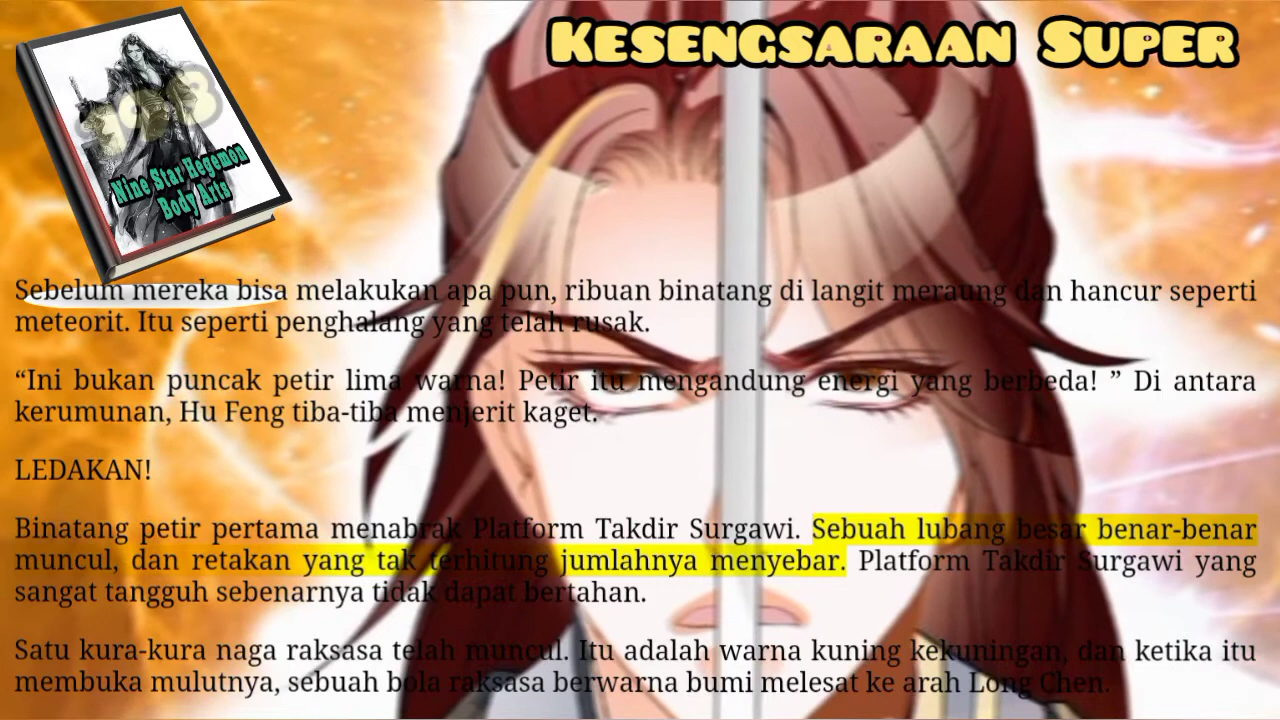 KESENGSARAAN SUPER
Nine Star Hegemon
Body Arts
Sebelum mereka bisa melakukan apa pun, ribuan binatang di langit meraung dan hancur seperti
meteorit. Itu seperti penghalang yang telah rusak.
“Ini bukan puncak petir lima warna! Petir itu mengandung energi yang berbeda! ” Di antara
kerumunan, Hu Feng tiba-tiba menjerit kaget.
LEDAKAN!
Binatang petir pertama menabrak Platform Takdir Surgawi. Sebuah lubang besar benar-benar
muncul, dan retakan yang tak terhitung jumlahnya menyebar. Platform Takdir Surgawi yang
sangat tangguh sebenarnya tidak dapat bertahan.
Satu kura-kura naga raksasa telah muncul. Itu adalah warna kuning kekuningan, dan ketika itu
membuka mulutnya, sebuah bola raksasa berwarna bumi melesat ke arah Long Chen.